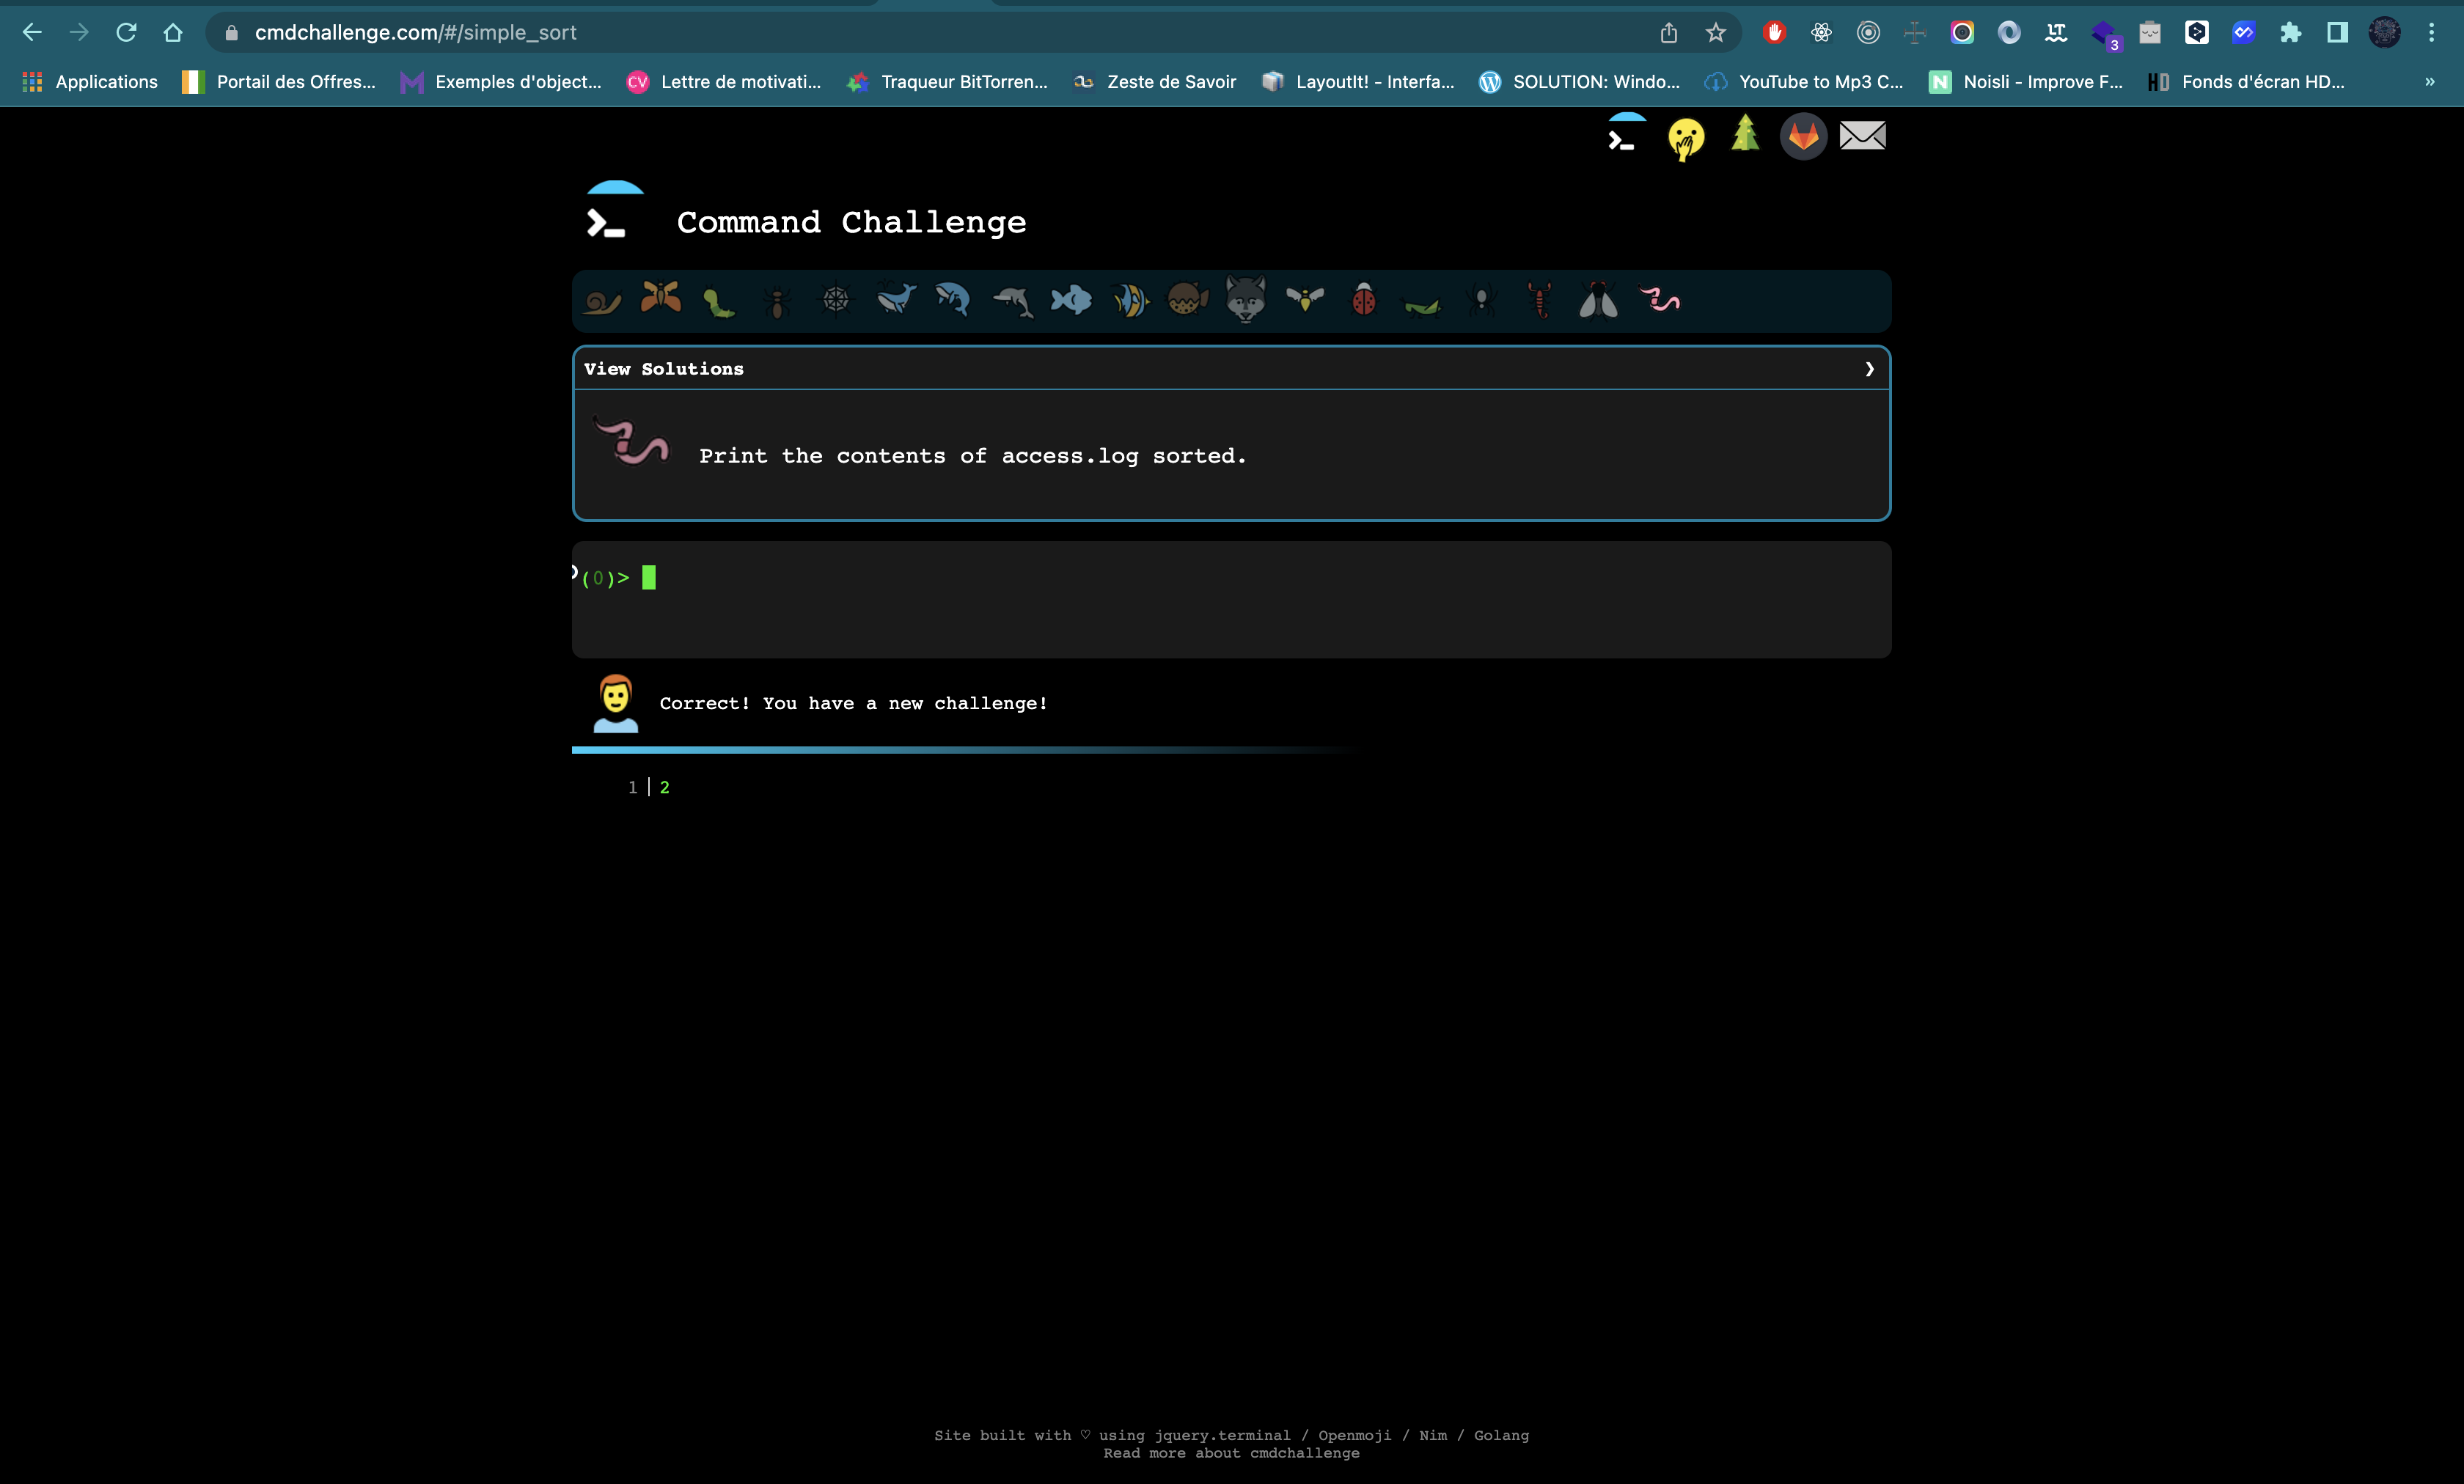 cmdchallenge.com/#/simple_sort
3
Applications
Portail des Offres...
Exemples d'object...
CV
Lettre de motivati...
Traqueur BitTorren...
Zeste de Savoir
LayoutIt! - Interfa...
SOLUTION: Windo...
YouTube to Mp3 C...
N
Noisli - Improve F...
HD
Fonds d'écran HD...
»
Command Challenge
View Solutions ❯
Print the contents of access.log sorted.
(0)>
Correct! You have a new challenge!
1 | 2
Site built with ♡ using jquery.terminal / Openmoji / Nim / Golang
Read more about cmdchallenge